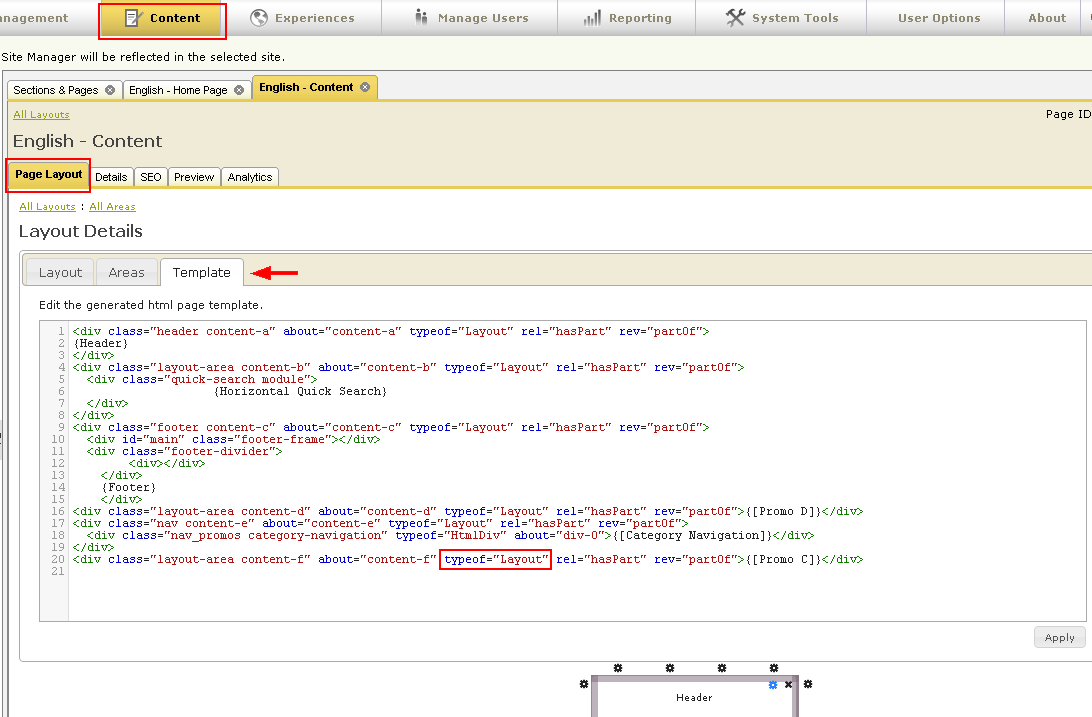 nagement Content Experiences Manage Users Reporting System Tools User Options About
Site Manager will be reflected in the selected site.
Sections & Pages English - Home Page English - Content
All Layouts Page ID
English - Content
Page Layout Details SEO Preview Analytics
All Layouts : All Areas
Layout Details
Layout Areas Template
Edit the generated html page template.
1 <div class="header content-a" about="content-a" typeof="Layout" rel="hasPart" rev="partOf">
2 {Header}
3 </div>
4 <div class="layout-area content-b" about="content-b" typeof="Layout" rel="hasPart" rev="partOf">
5 <div class="quick-search module">
6 {Horizontal Quick Search}
7 </div>
8 </div>
9 <div class="footer content-c" about="content-c" typeof="Layout" rel="hasPart" rev="partOf">
10 <div id="main" class="footer-frame"></div>
11 <div class="footer-divider">
12 <div></div>
13 </div>
14 {Footer}
15 </div>
16 <div class="layout-area content-d" about="content-d" typeof="Layout" rel="hasPart" rev="partOf">{[Promo D]}</div>
17 <div class="nav content-e" about="content-e" typeof="Layout" rel="hasPart" rev="partOf">
18 <div class="nav_promos category-navigation" typeof="HtmlDiv" about="div-0">{[Category Navigation]}</div>
19 </div>
20 <div class="layout-area content-f" about="content-f" typeof="Layout" rel="hasPart" rev="partOf">{[Promo C]}</div>
21
Apply
Header